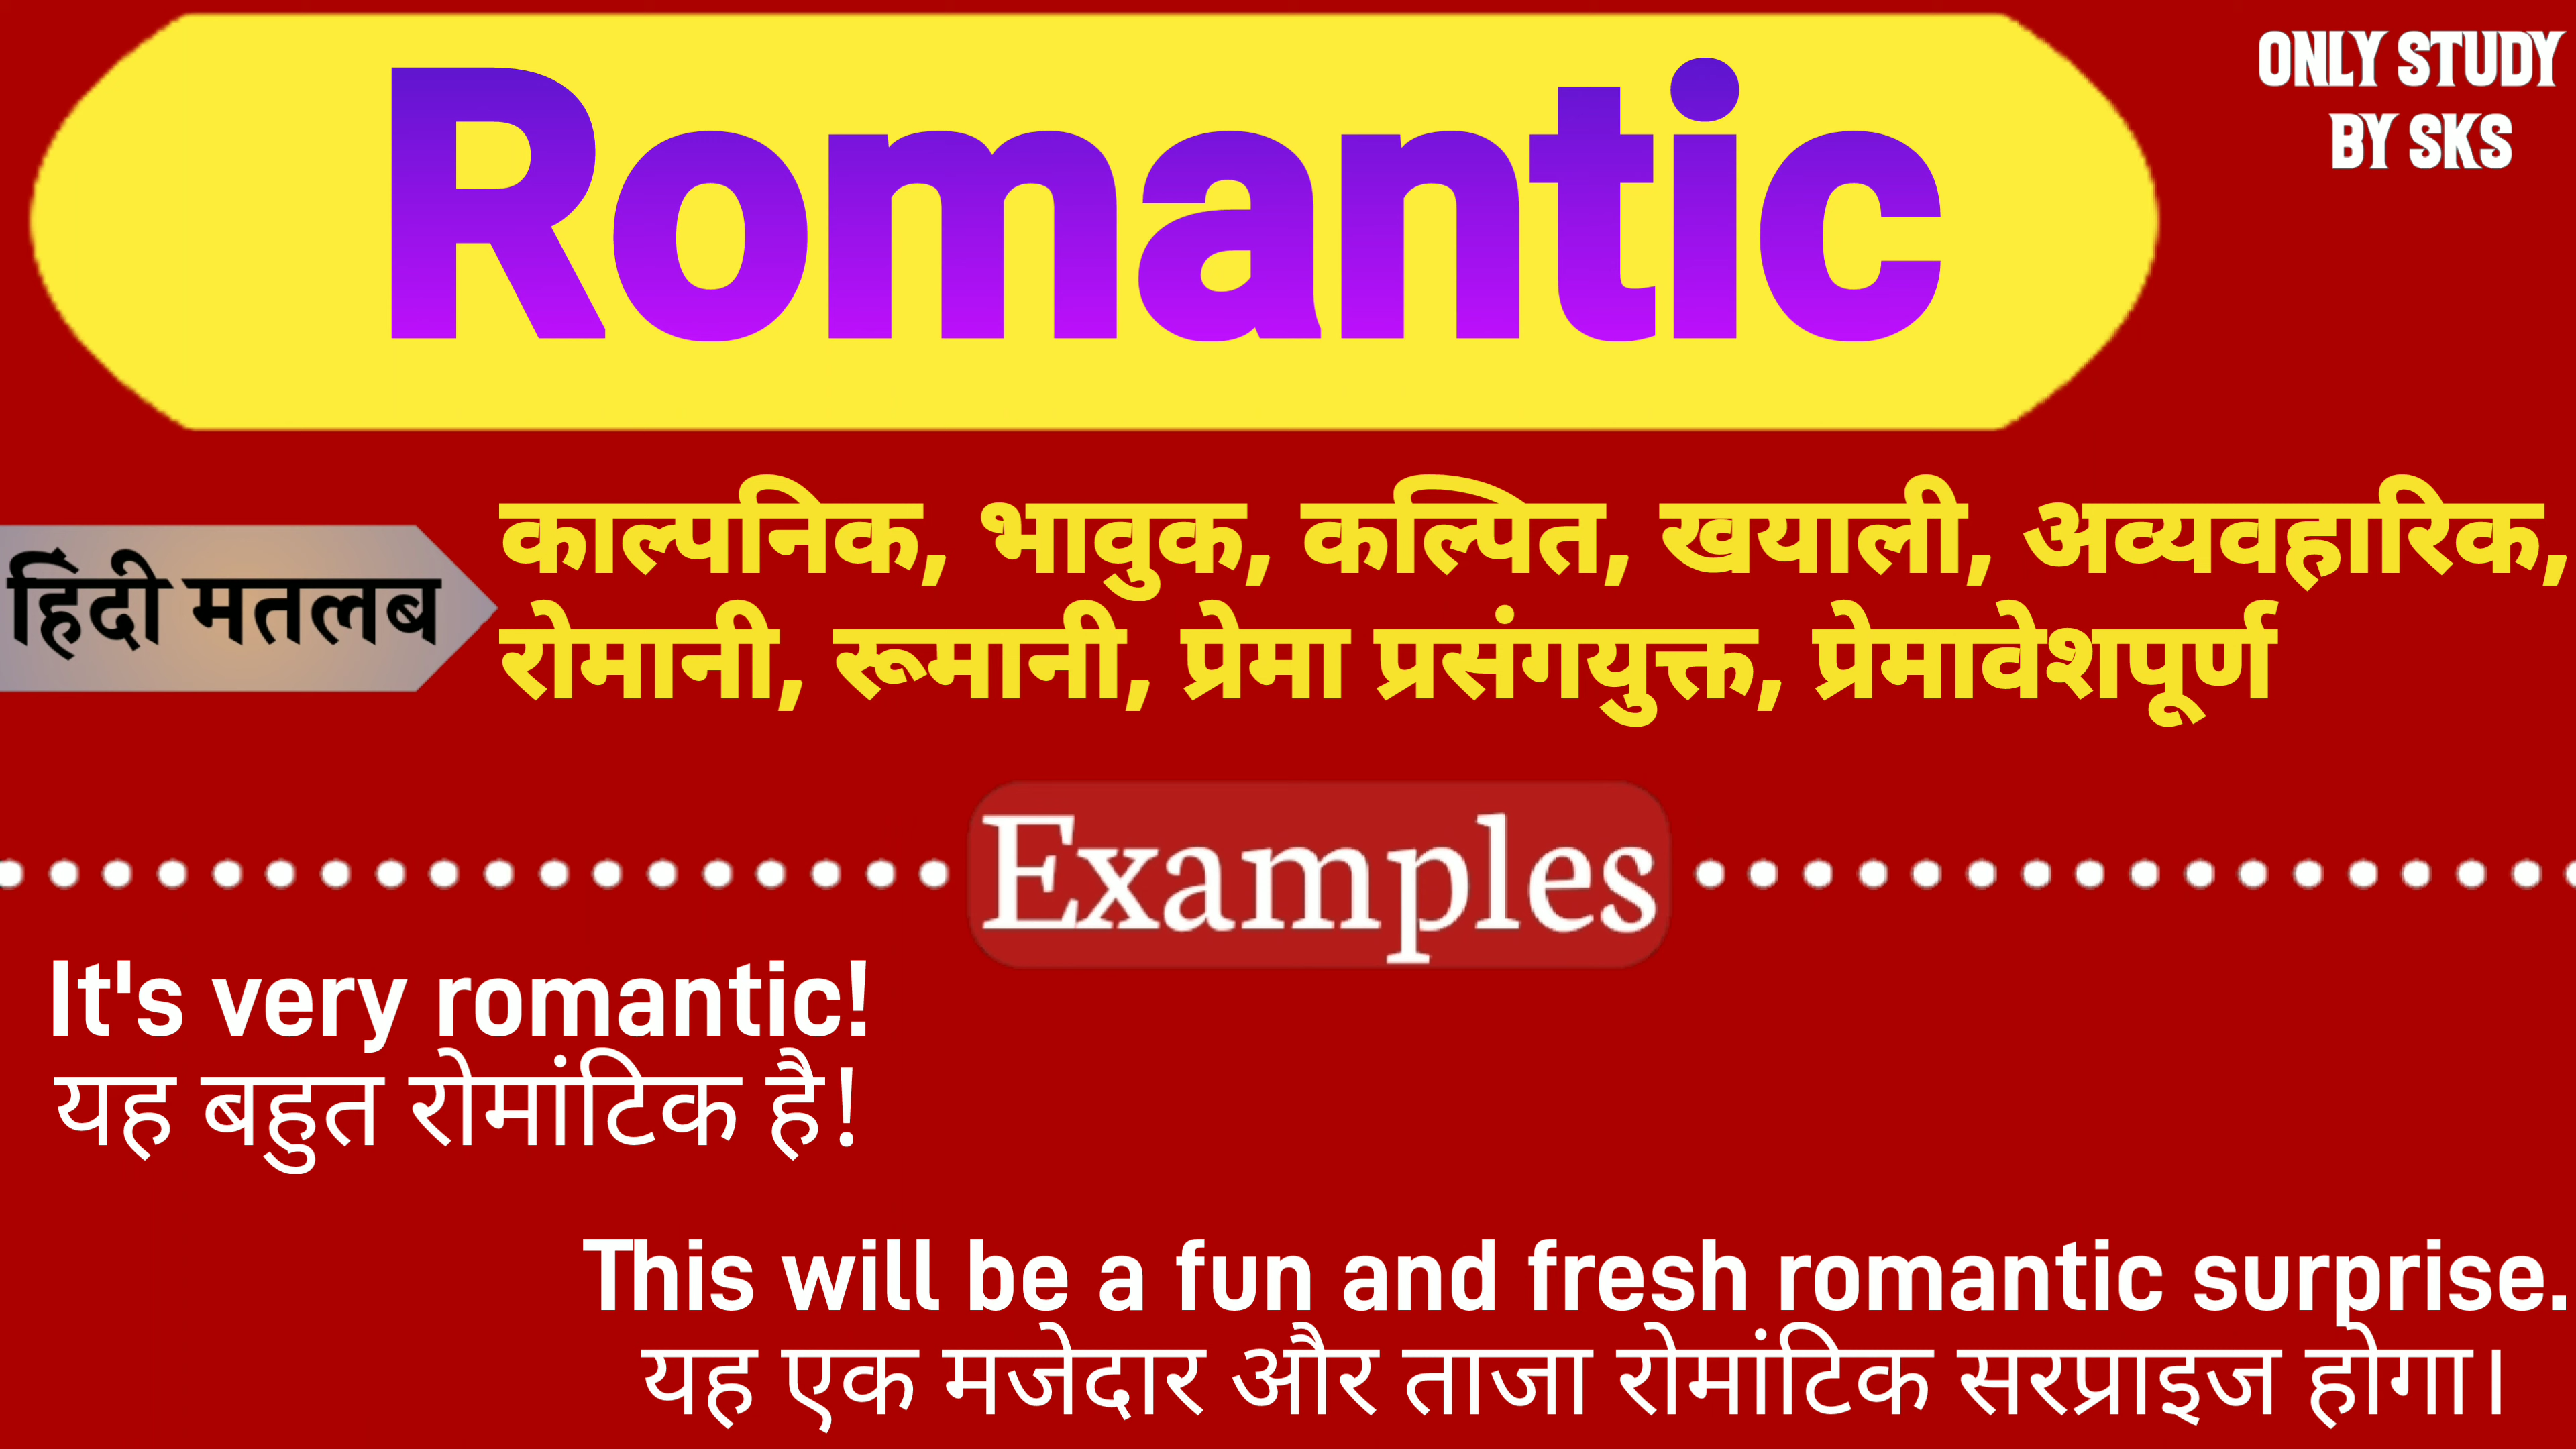 Romantic
ONLY STUDY
BY SKS
हिंदी मतलब
काल्पनिक, भावुक, कल्पित, खयाली, अव्यवहारिक,
रोमानी, रूमानी, प्रेमा प्रसंगयुक्त, प्रेमावेशपूर्ण
Examples
It's very romantic!
यह बहुत रोमांटिक है!
This will be a fun and fresh romantic surprise.
यह एक मजेदार और ताजा रोमांटिक सरप्राइज होगा।